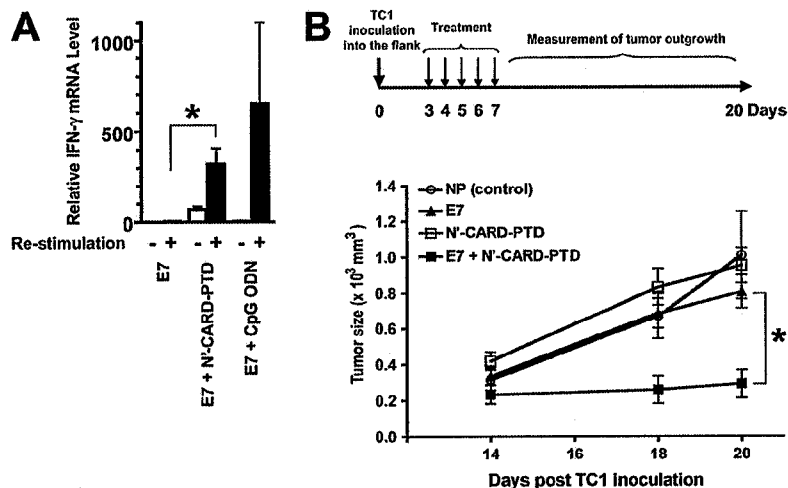 A
Relative IFN-γ mRNA Level
1000
500
0
Re-stimulation - + - + - +
E7
E7 + N'-CARD-PTD
E7 + CpG ODN
*
B
TC1
inoculation
into the flank
Treatment
Measurement of tumor outgrowth
0 3 4 5 6 7 20 Days
Tumor size (x 10³ mm³)
1.4
1.2
1.0
0.8
0.6
0.4
0.2
0.0
NP (control)
E7
N'-CARD-PTD
E7 + N'-CARD-PTD
*
12 14 16 18 20
Days post TC1 inoculation